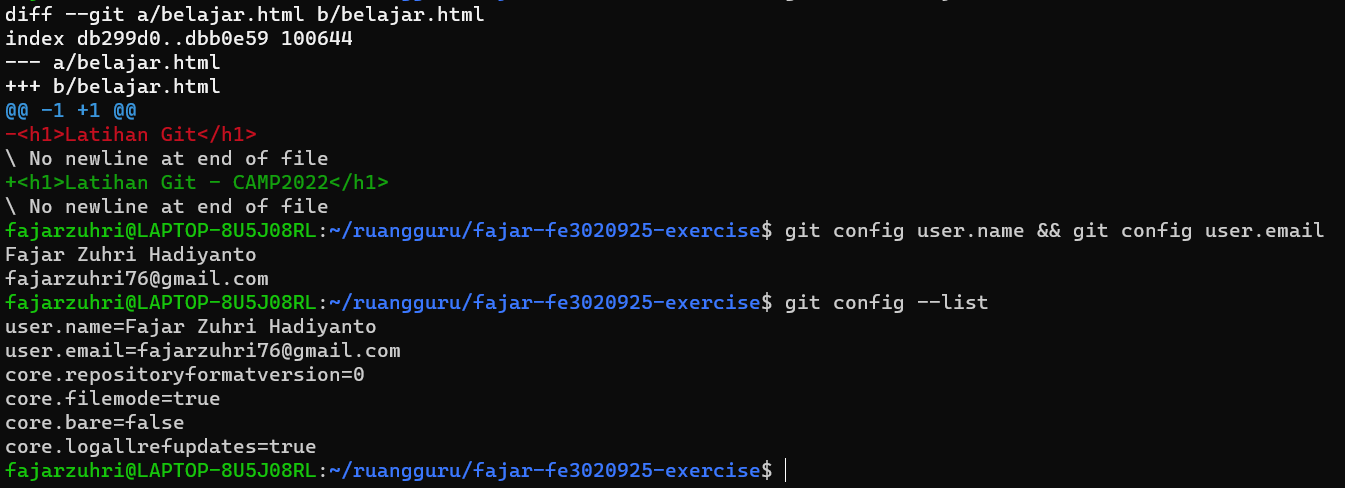 diff --git a/belajar.html b/belajar.html
index db299d0..dbb0e59 100644
--- a/belajar.html
+++ b/belajar.html
@@ -1 +1 @@
-<h1>Latihan Git</h1>
\ No newline at end of file
+<h1>Latihan Git - CAMP2022</h1>
\ No newline at end of file
fajarzuhri@LAPTOP-8U5J08RL:~/ruangguru/fajar-fe3020925-exercise$ git config user.name && git config user.email
Fajar Zuhri Hadiyanto
fajarzuhri76@gmail.com
fajarzuhri@LAPTOP-8U5J08RL:~/ruangguru/fajar-fe3020925-exercise$ git config --list
user.name=Fajar Zuhri Hadiyanto
user.email=fajarzuhri76@gmail.com
core.repositoryformatversion=0
core.filemode=true
core.bare=false
core.logallrefupdates=true
fajarzuhri@LAPTOP-8U5J08RL:~/ruangguru/fajar-fe3020925-exercise$